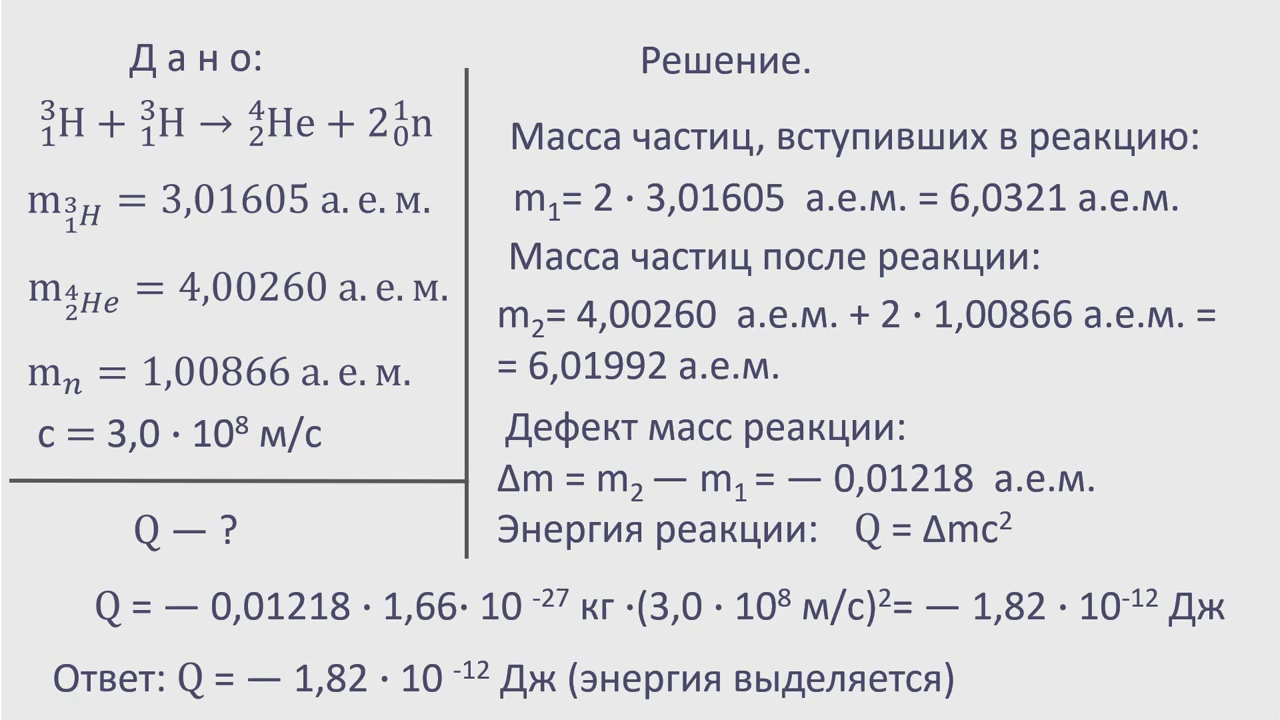 Д а н о:
³₁H + ³₁H → ⁴₂He + 2¹₀n
m ³₁H = 3,01605 а. е. м.
m ⁴₂He = 4,00260 а. е. м.
mₙ = 1,00866 а. е. м.
c = 3,0 · 10⁸ м/с
Q — ?
Решение.
Масса частиц, вступивших в реакцию:
m₁= 2 · 3,01605 а.е.м. = 6,0321 а.е.м.
Масса частиц после реакции:
m₂= 4,00260 а.е.м. + 2 · 1,00866 а.е.м. =
= 6,01992 а.е.м.
Дефект масс реакции:
Δm = m₂ — m₁ = — 0,01218 а.е.м.
Энергия реакции: Q = Δmc²
Q = — 0,01218 · 1,66· 10 ⁻²⁷ кг ·(3,0 · 10⁸ м/с)²= — 1,82 · 10⁻¹² Дж
Ответ: Q = — 1,82 · 10 ⁻¹² Дж (энергия выделяется)